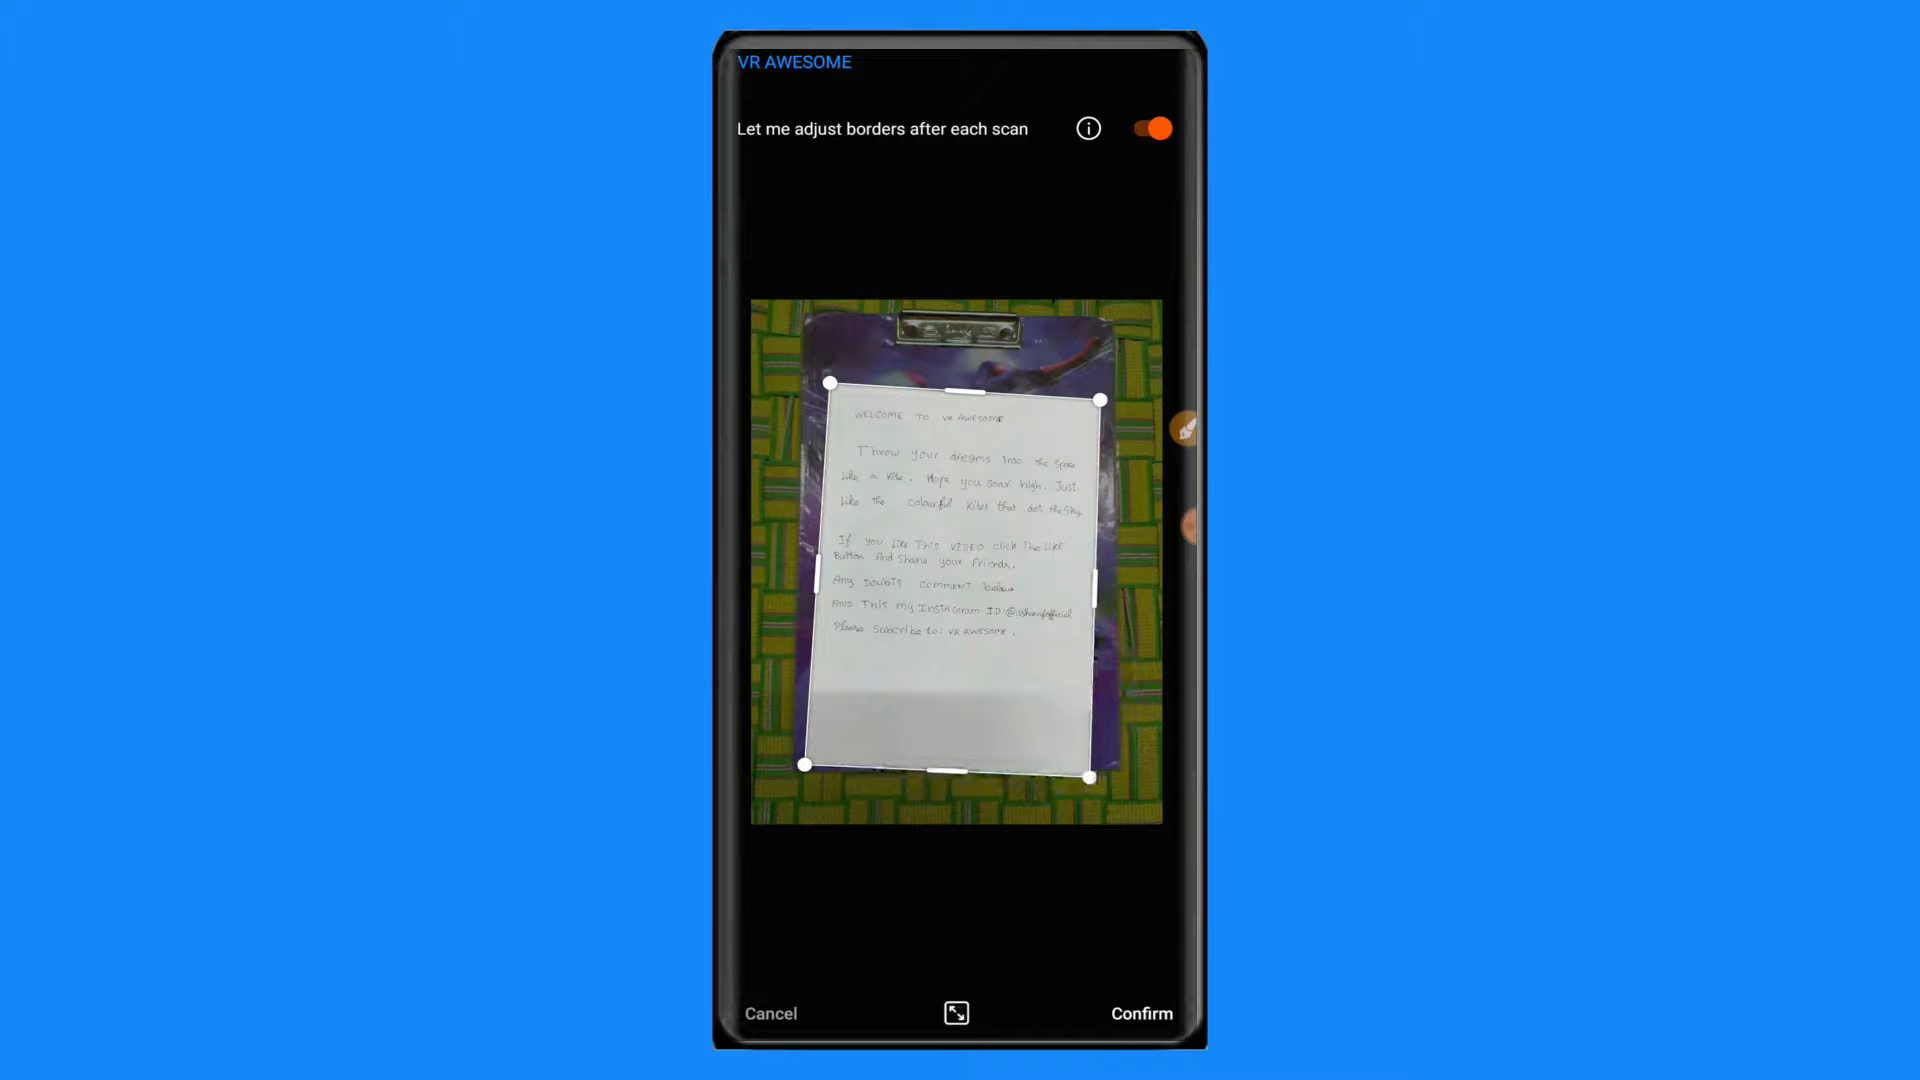 VR AWESOME
Let me adjust borders after each scan
WELCOME TO VR AWESOME
Throw your dreams into the Space
Like a Kite. Hope you soar high. Just
Like the colourful Kites that dot the Sky.
If you LIKE THIS VIDEO click The LIKE
Button And Share your Friends.
Any Doubts COMMENT below
And This my InSTAGram ID:
Please Subscribe to: VR AWESOME.
Cancel
Confirm